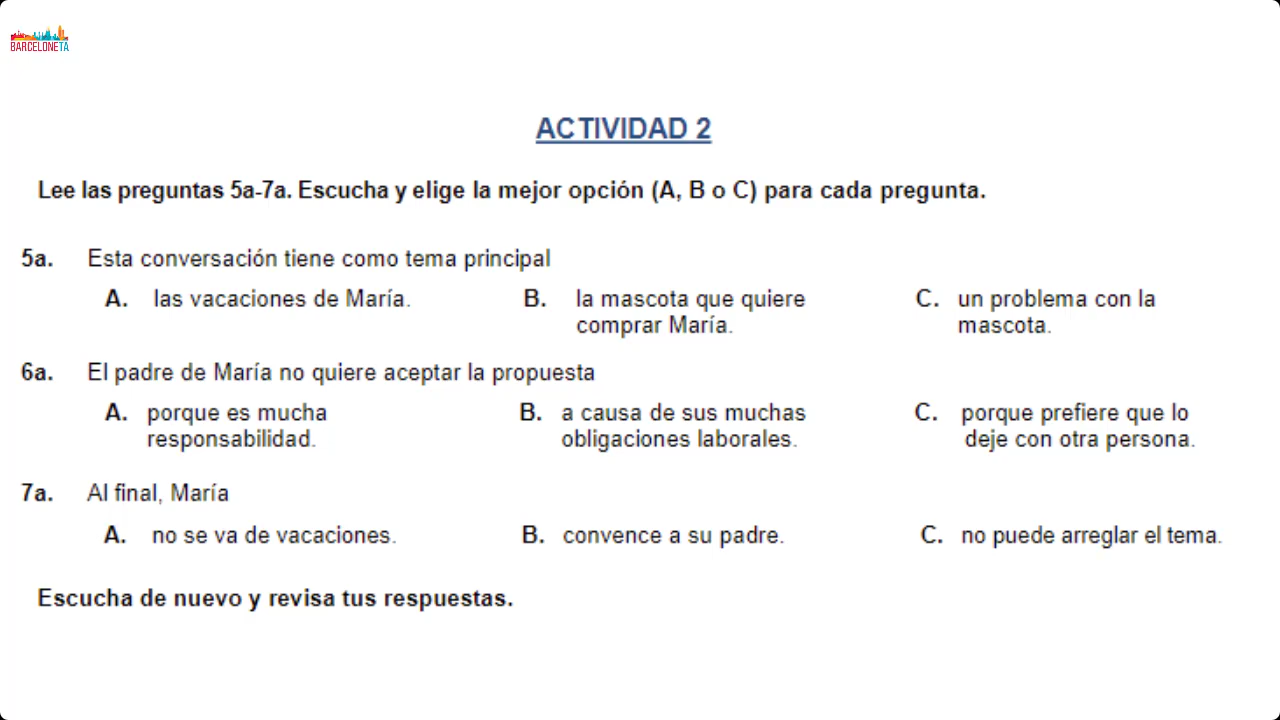 BARCELONETA
ACTIVIDAD 2
Lee las preguntas 5a-7a. Escucha y elige la mejor opción (A, B o C) para cada pregunta.
5a. Esta conversación tiene como tema principal
A. las vacaciones de María. B. la mascota que quiere C. un problema con la
comprar María. mascota.
6a. El padre de María no quiere aceptar la propuesta
A. porque es mucha B. a causa de sus muchas C. porque prefiere que lo
responsabilidad. obligaciones laborales. deje con otra persona.
7a. Al final, María
A. no se va de vacaciones. B. convence a su padre. C. no puede arreglar el tema.
Escucha de nuevo y revisa tus respuestas.